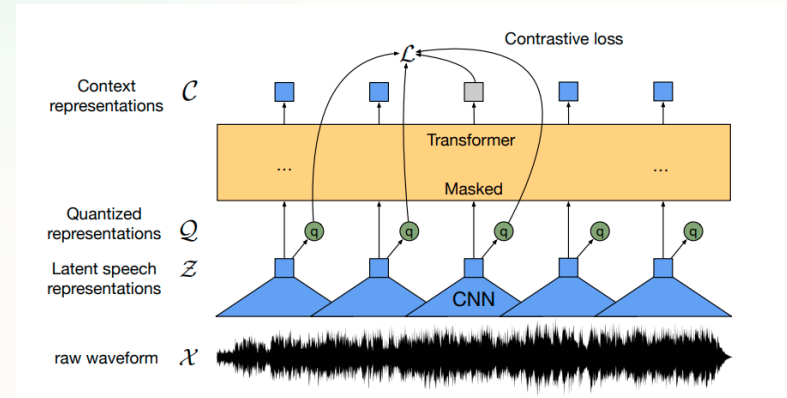 Contrastive loss
ℒ
Context
representations 𝒞
Transformer
... ...
Masked
Quantized
representations 𝒬
q q q q q
Latent speech
representations 𝒵
CNN
raw waveform 𝒳